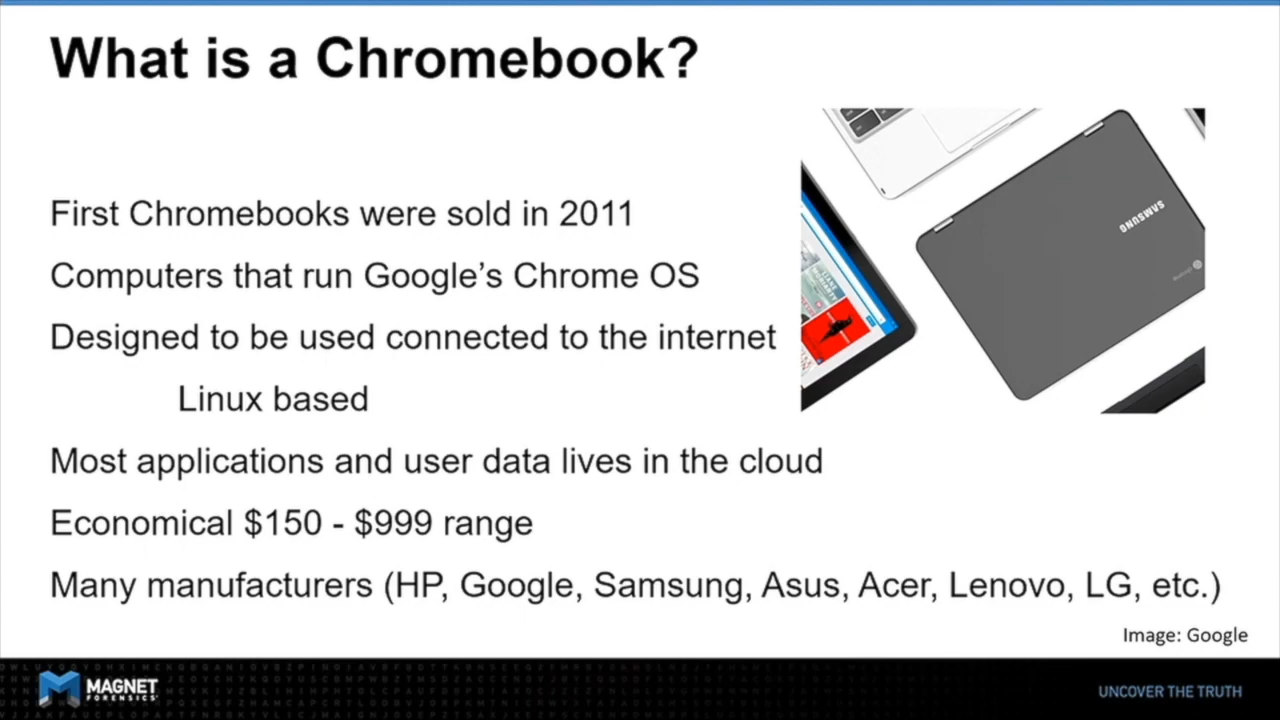 What is a Chromebook?
First Chromebooks were sold in 2011
Computers that run Google’s Chrome OS
Designed to be used connected to the internet
Linux based
Most applications and user data lives in the cloud
Economical $150 - $999 range
Many manufacturers (HP, Google, Samsung, Asus, Acer, Lenovo, LG, etc.)
SAMSUNG
Image: Google
MAGNET
FORENSICS
UNCOVER THE TRUTH